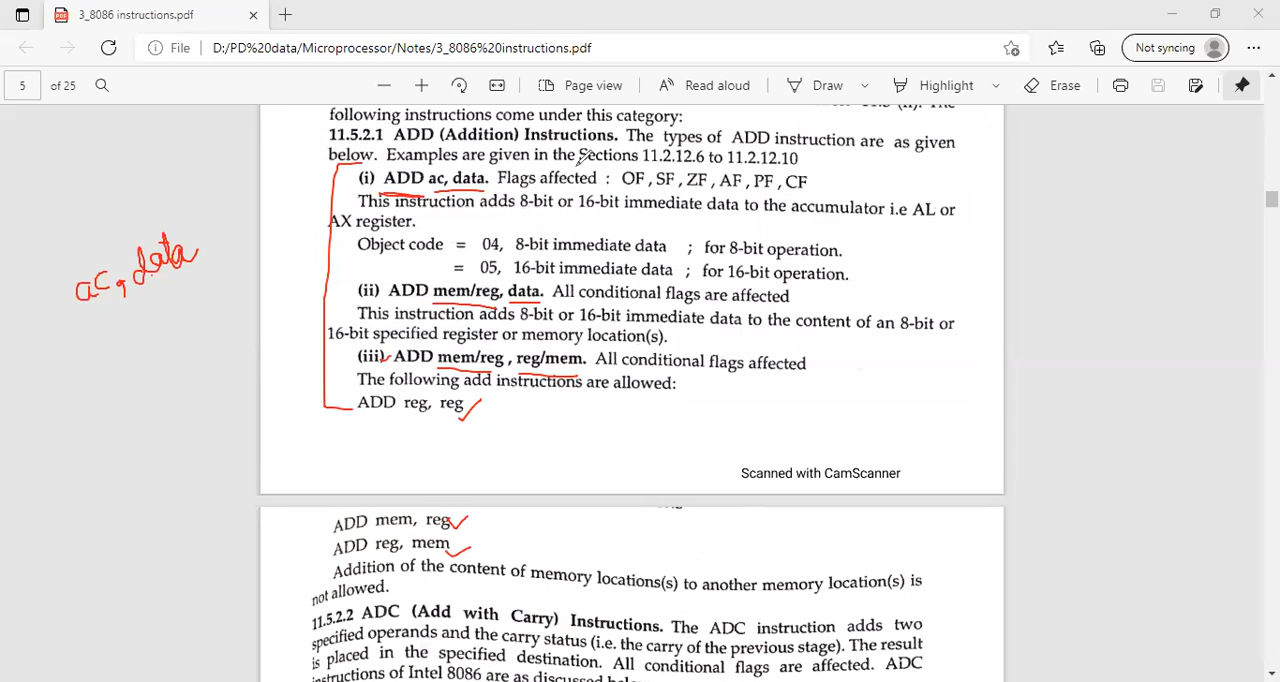 3_8086 instructions.pdf
File D:/PD%20data/Microprocessor/Notes/3_8086%20instructions.pdf
Not syncing
5 of 25
Page view
Read aloud
Draw
Highlight
Erase
following instructions come under this category:
11.5.2.1 ADD (Addition) Instructions. The types of ADD instruction are as given
below. Examples are given in the Sections 11.2.12.6 to 11.2.12.10
(i) ADD ac, data. Flags affected : OF, SF, ZF, AF, PF, CF
This instruction adds 8-bit or 16-bit immediate data to the accumulator i.e AL or
AX register.
Object code = 04, 8-bit immediate data ; for 8-bit operation.
= 05, 16-bit immediate data ; for 16-bit operation.
ac, data
(ii) ADD mem/reg, data. All conditional flags are affected
This instruction adds 8-bit or 16-bit immediate data to the content of an 8-bit or
16-bit specified register or memory location(s).
(iii) ADD mem/reg, reg/mem. All conditional flags affected
The following add instructions are allowed:
ADD reg, reg
Scanned with CamScanner
ADD mem, reg
ADD reg, mem
Addition of the content of memory locations(s) to another memory location(s) is
not allowed.
11.5.2.2 ADC (Add with Carry) Instructions. The ADC instruction adds two
specified operands and the carry status (i.e. the carry of the previous stage). The result
is placed in the specified destination. All conditional flags are affected. ADC
instructions of Intel 8086 are as discussed